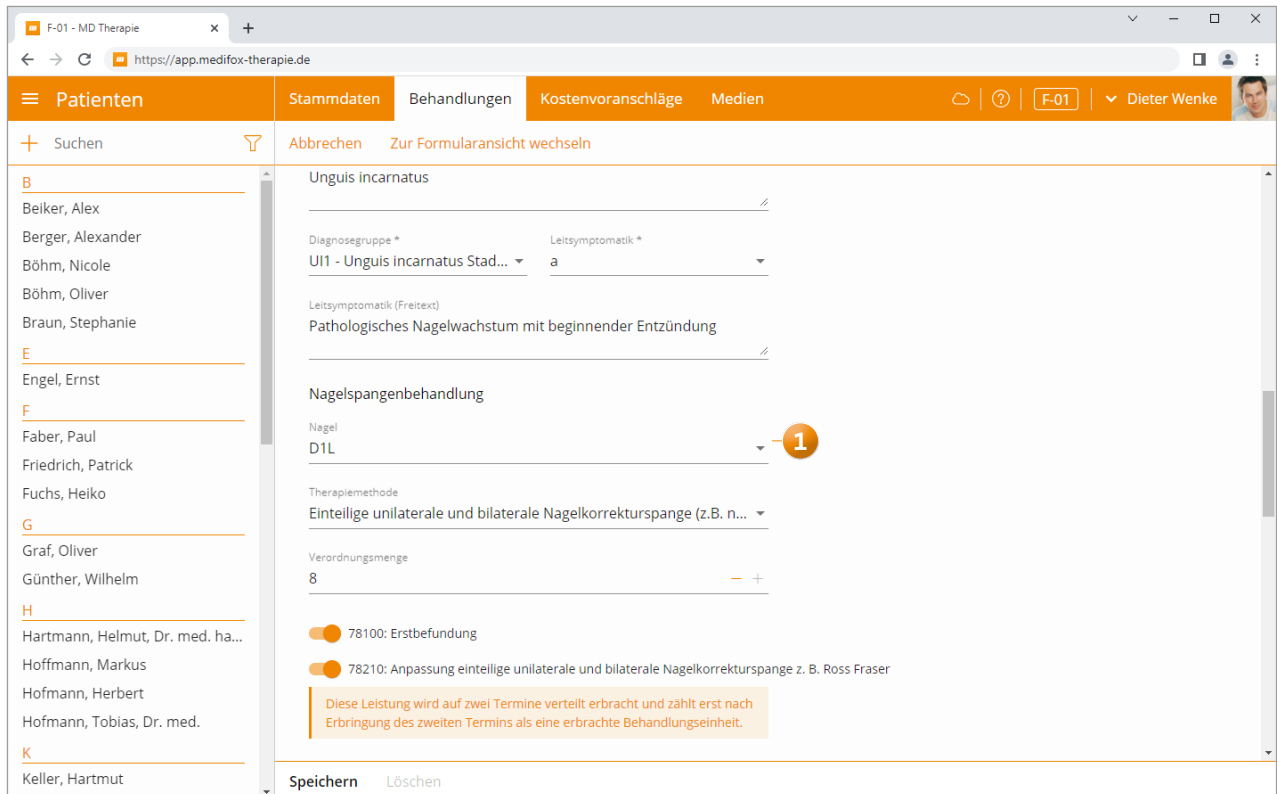 F-01 - MD Therapie
https://app.medifox-therapie.de
Patienten
Stammdaten Behandlungen Kostenvoranschläge Medien
F-01 Dieter Wenke
Suchen
Abbrechen Zur Formularansicht wechseln
B
Beiker, Alex
Berger, Alexander
Böhm, Nicole
Böhm, Oliver
Braun, Stephanie
E
Engel, Ernst
F
Faber, Paul
Friedrich, Patrick
Fuchs, Heiko
G
Graf, Oliver
Günther, Wilhelm
H
Hartmann, Helmut, Dr. med. ha...
Hoffmann, Markus
Hofmann, Herbert
Hofmann, Tobias, Dr. med.
K
Keller, Hartmut
Unguis incarnatus
Diagnosegruppe * Leitsymptomatik *
UI1 - Unguis incarnatus Stad... a
Leitsymptomatik (Freitext)
Pathologisches Nagelwachstum mit beginnender Entzündung
Nagelspangenbehandlung
Nagel
D1L
1
Therapiemethode
Einteilige unilaterale und bilaterale Nagelkorrekturspange (z.B. n...
Verordnungsmenge
8
78100: Erstbefundung
78210: Anpassung einteilige unilaterale und bilaterale Nagelkorrekturspange z. B. Ross Fraser
Diese Leistung wird auf zwei Termine verteilt erbracht und zählt erst nach
Erbringung des zweiten Termins als eine erbrachte Behandlungseinheit.
Speichern Löschen